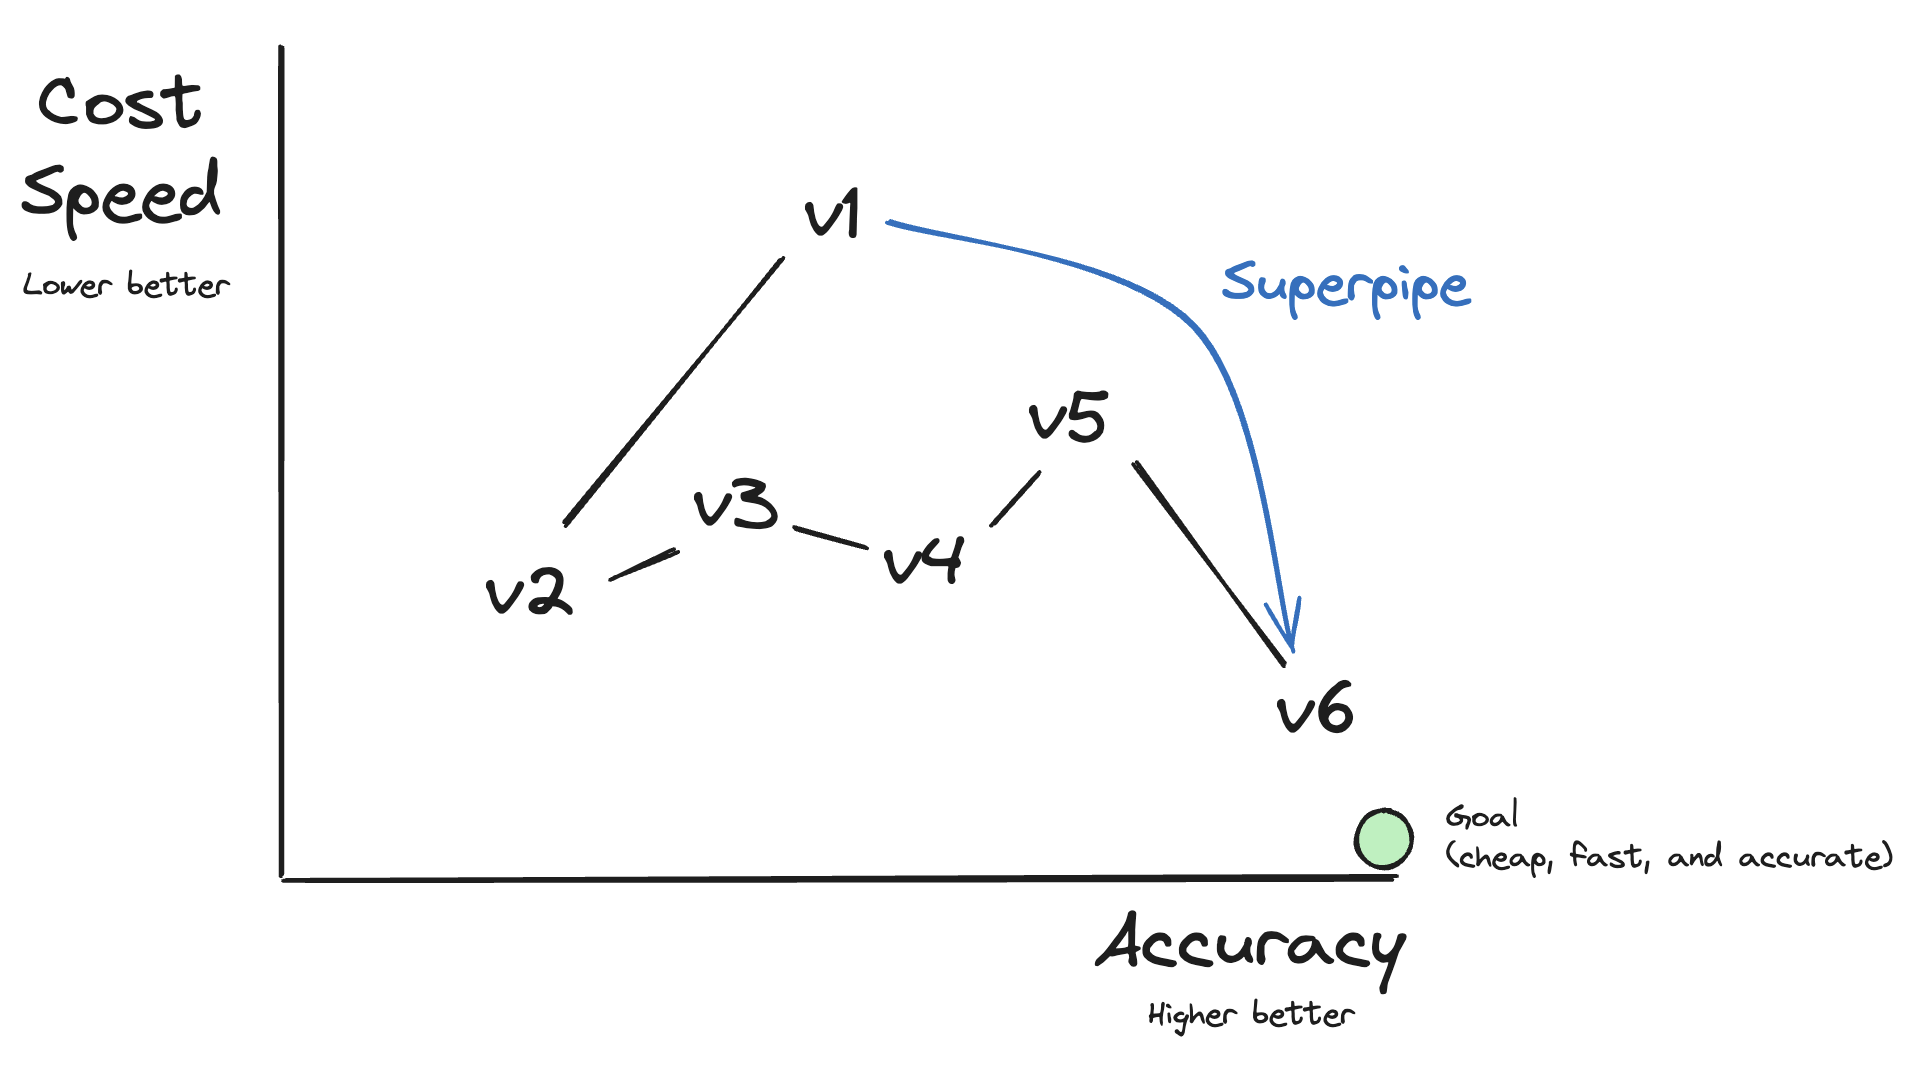 Cost
Speed
Lower better
v1
Superpipe
v5
v3
v4
v2
v6
Goal
(cheap, fast, and accurate)
Accuracy
Higher better